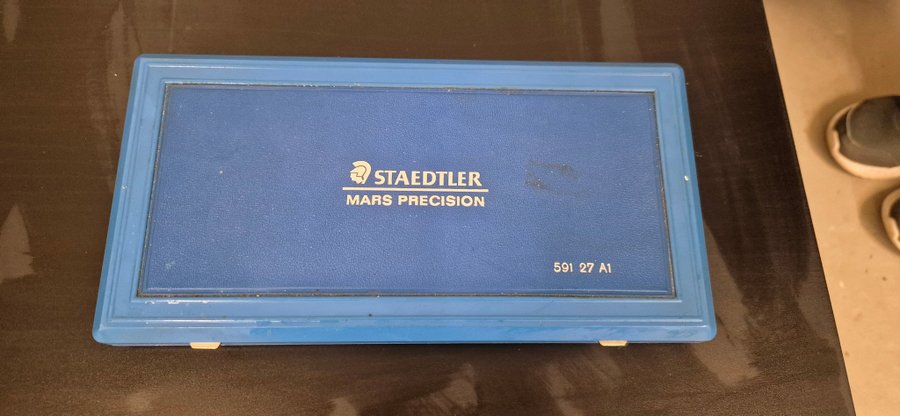 STAEDTLER
MARS PRECISION
591 27 A1